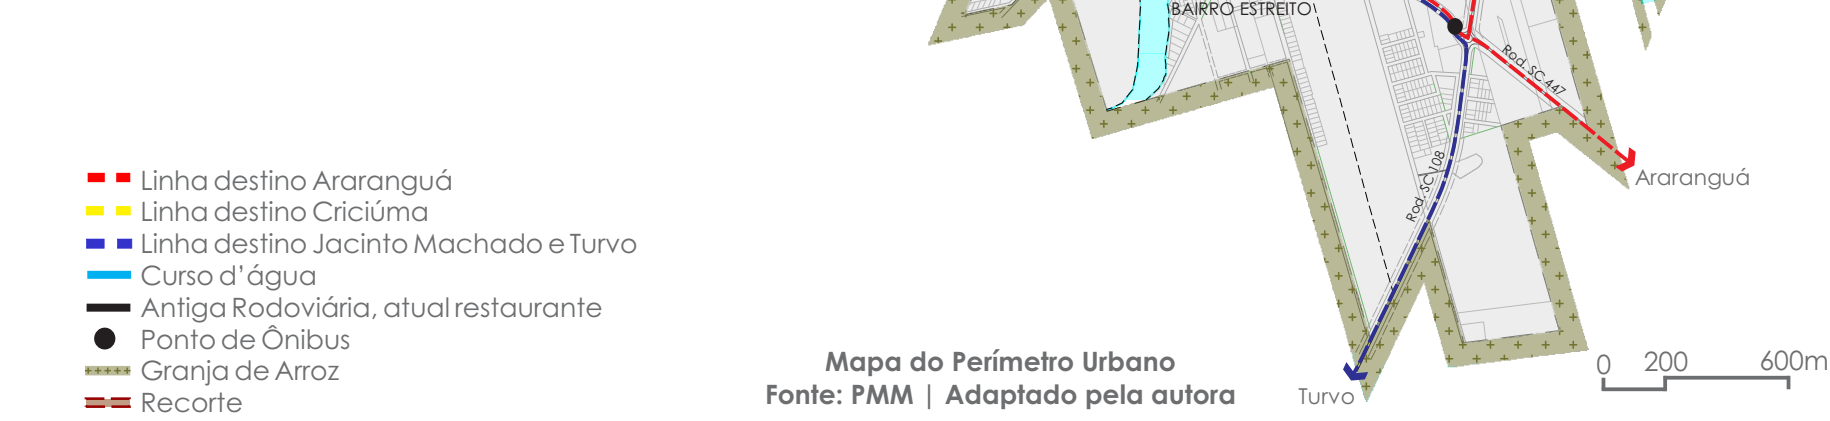 BAIRRO ESTREITO
Rod. SC 447
Rod. SC 108
Araranguá
Linha destino Araranguá
Linha destino Criciúma
Linha destino Jacinto Machado e Turvo
Curso d'água
Antiga Rodoviária, atual restaurante
Ponto de Ônibus
Granja de Arroz
Recorte
Mapa do Perímetro Urbano
Fonte: PMM | Adaptado pela autora
Turvo
0 200 600m